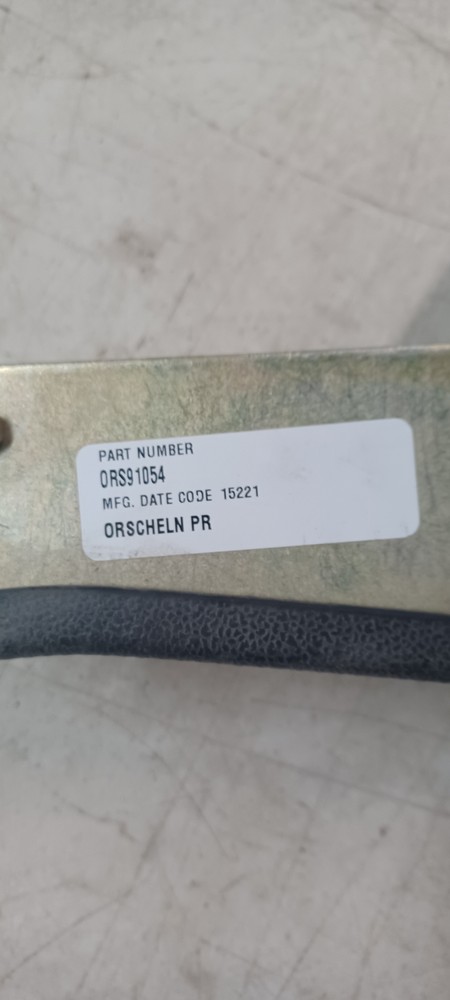 PART NUMBER
ORS91054
MFG. DATE CODE 15221
ORSCHELN PR